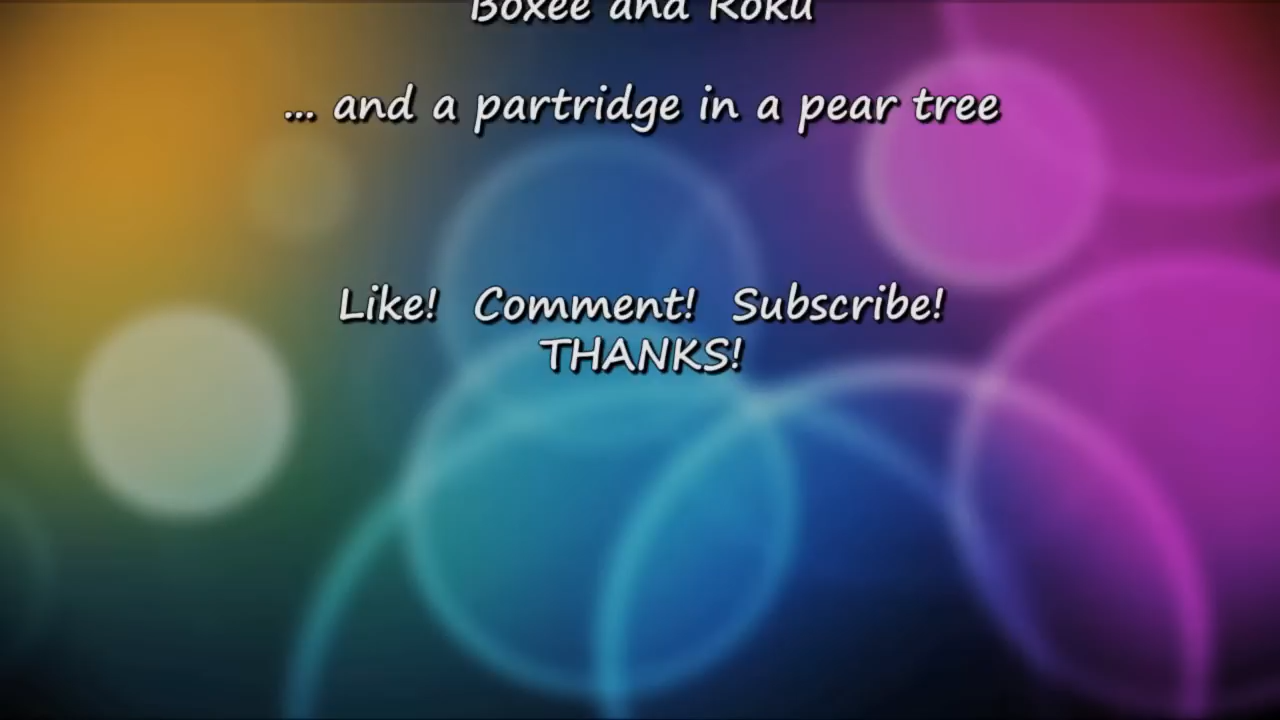 Boxee and Roku
... and a partridge in a pear tree
Like! Comment! Subscribe!
THANKS!